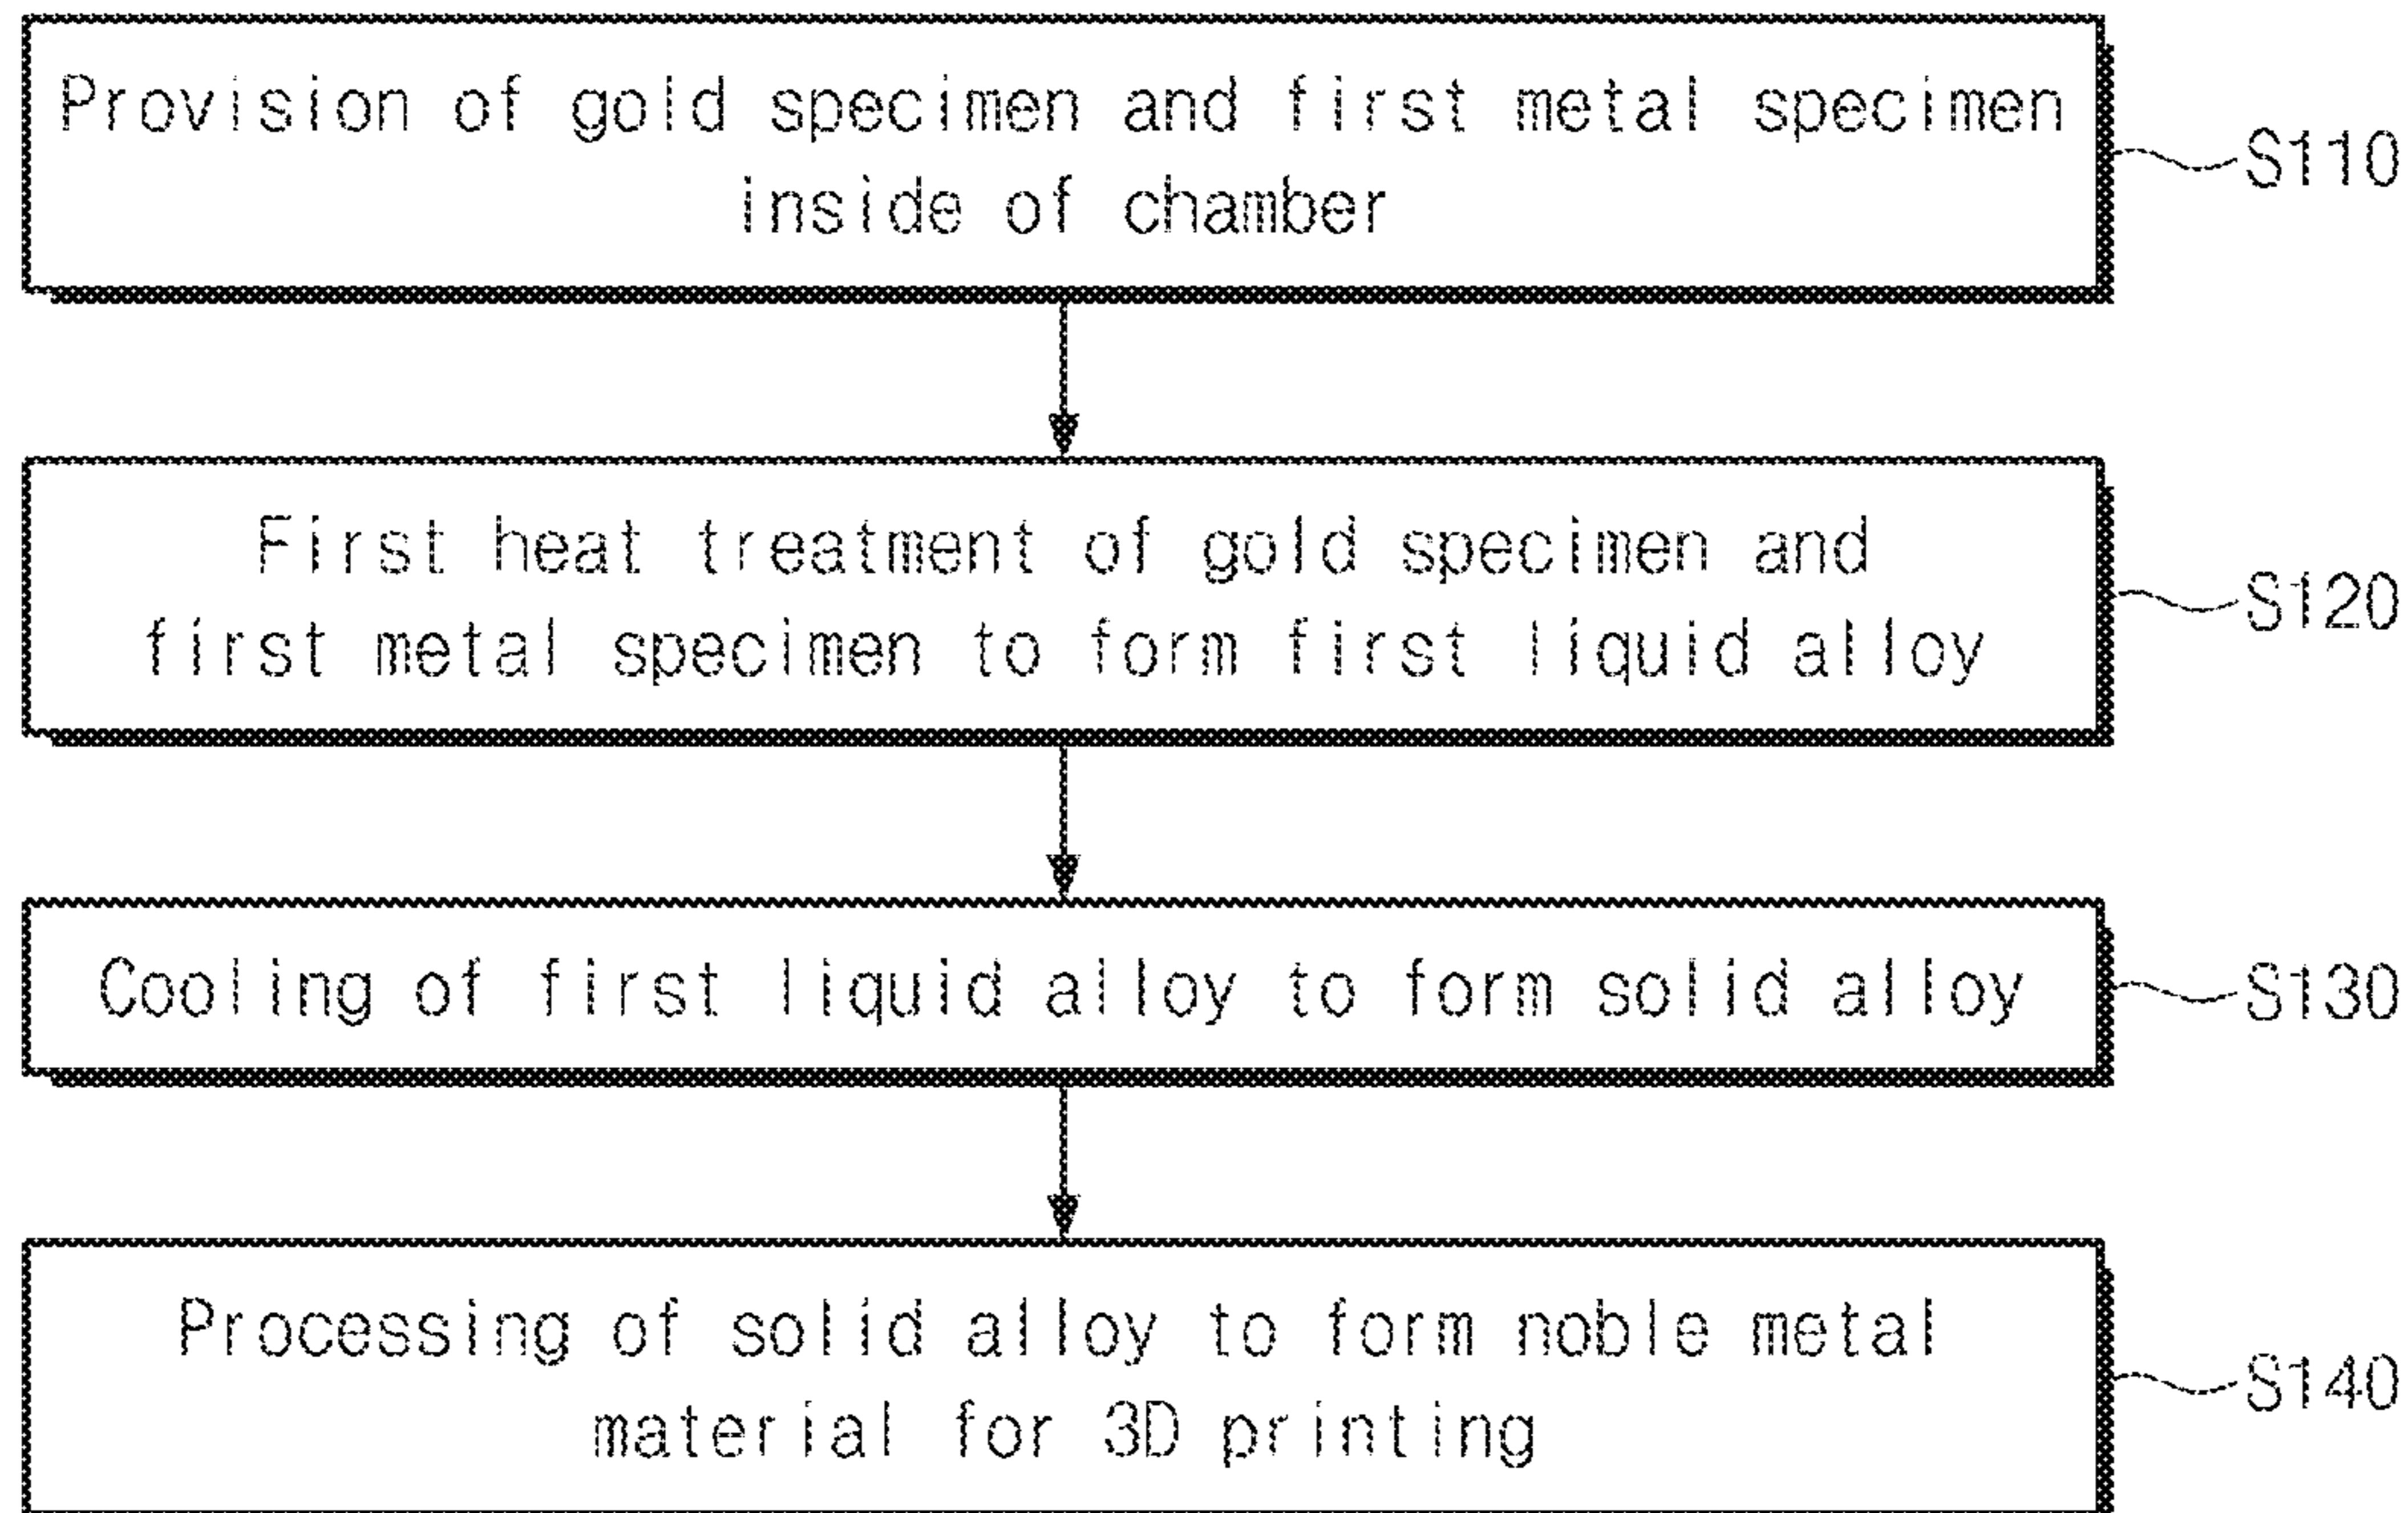 Provision of gold specimen and first metal specimen
inside of chamber
S110
First heat treatment of gold specimen and
first metal specimen to form first liquid alloy
S120
Cooling of first liquid alloy to form solid alloy
S130
Processing of solid alloy to form noble metal
material for 3D printing
S140